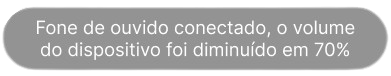 Fone de ouvido conectado, o volume
do dispositivo foi diminuído em 70%